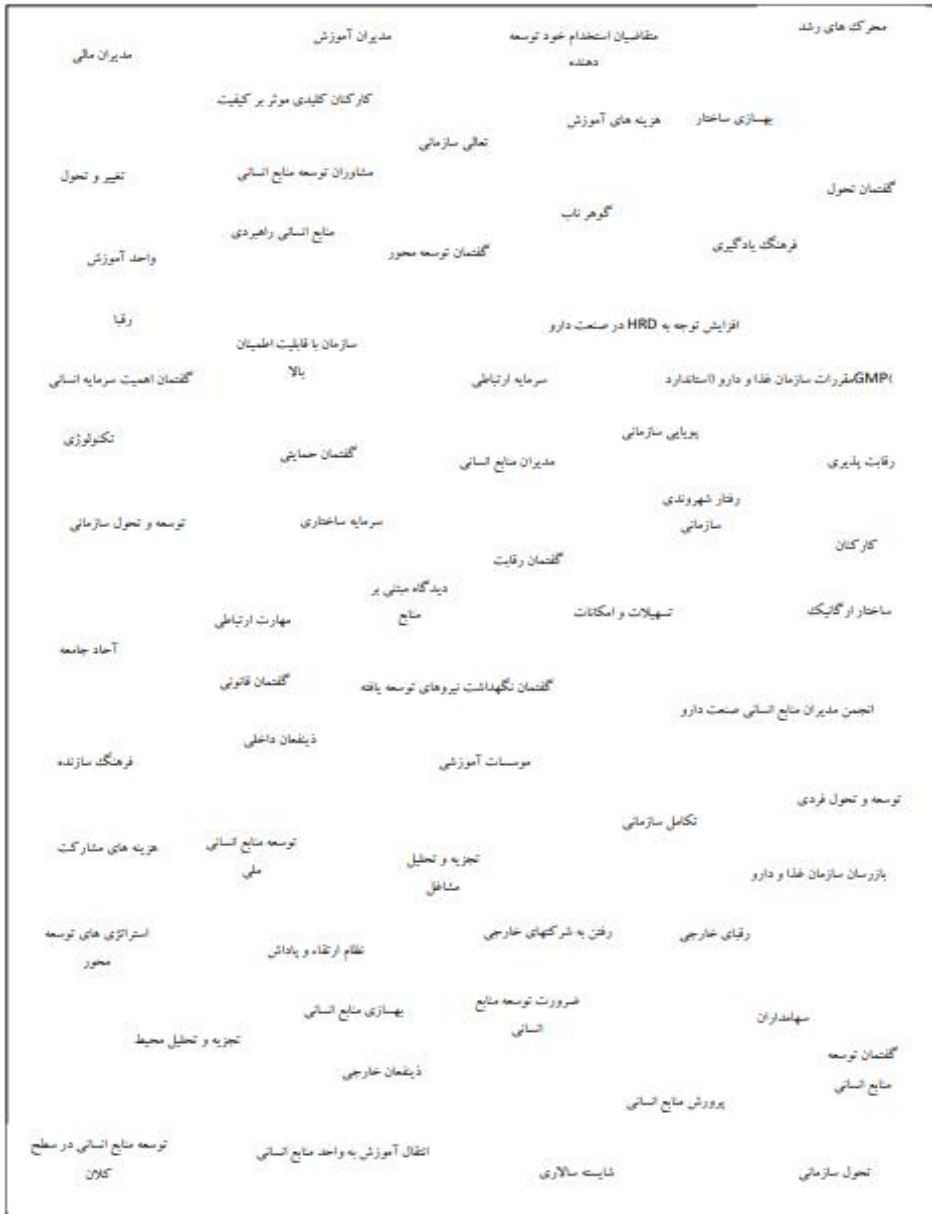 محرک های رشد
متقاضیان استخدام خود توسعه
دهنده
مدیران آموزش
مدیران مالی
کارکنان کلیدی موثر بر کیفیت
بهسازی ساختار
هزینه های آموزش
تعالی سازمانی
مشاوران توسعه منابع انسانی
تغییر و تحول
گفتمان تحول
گوهر ناب
منابع انسانی راهبردی
فرهنگ یادگیری
گفتمان توسعه محور
واحد آموزش
رقبا
افزایش توجه به HRD در صنعت دارو
سازمان با قابلیت اطمینان
بالا
)GMPمقررات سازمان غذا و دارو (استاندارد
سرمایه ارتباطی
گفتمان اهمیت سرمایه انسانی
پویایی سازمانی
تکنولوژی
رقابت پذیری
مدیران منابع انسانی
گفتمان حمایتی
رفتار شهروندی
سازمانی
سرمایه ساختاری
توسعه و تحول سازمانی
کارکنان
گفتمان رقابت
دیدگاه مبتنی بر
منابع
ساختار ارگانیک
تسهیلات و امکانات
مهارت ارتباطی
آحاد جامعه
گفتمان قانونی
گفتمان نگهداشت نیروهای توسعه یافته
انجمن مدیران منابع انسانی صنعت دارو
ذینفعان داخلی
موسسات آموزشی
فرهنگ سازنده
توسعه و تحول فردی
تکامل سازمانی
توسعه منابع انسانی
ملی
هزینه های مشارکت
تجزیه و تحلیل
مشاغل
بازرسان سازمان غذا و دارو
رقبای خارجی
رفتن به شرکتهای خارجی
نظام ارتقاء و پاداش
استراتژی های توسعه
محور
ضرورت توسعه منابع
انسانی
بهسازی منابع انسانی
سهامداران
تجزیه و تحلیل محیط
گفتمان توسعه
منابع انسانی
ذینفعان خارجی
پرورش منابع انسانی
توسعه منابع انسانی در سطح
کلان
انتقال آموزش به واحد منابع انسانی
شایسته سالاری
تحول سازمانی